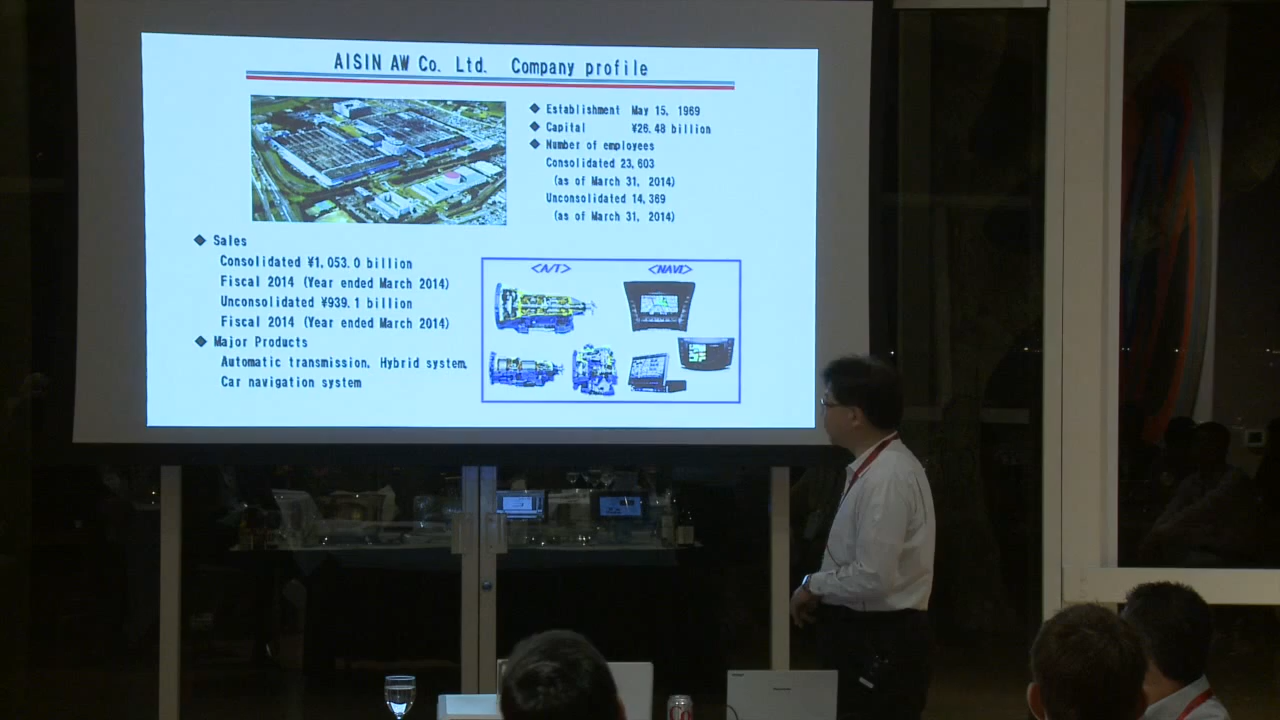 AISIN AW Co. Ltd. Company profile
◆ Establishment May 15, 1969
◆ Capital ¥26.48 billion
◆ Number of employees
Consolidated 23,603
(as of March 31, 2014)
Unconsolidated 14,369
(as of March 31, 2014)
◆ Sales
Consolidated ¥1,053.0 billion
Fiscal 2014 (Year ended March 2014)
Unconsolidated ¥939.1 billion
Fiscal 2014 (Year ended March 2014)
◆ Major Products
Automatic transmission, Hybrid system,
Car navigation system
<A/T> <NAVI>